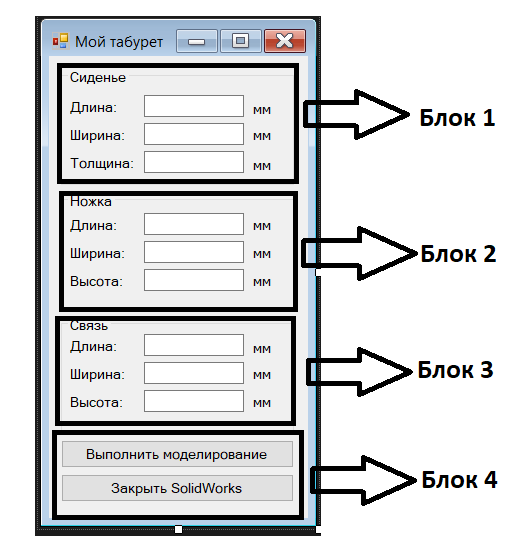 Мой табурет
Сиденье
Длина: мм
Ширина: мм
Толщина: мм
Блок 1
Ножка
Длина: мм
Ширина: мм
Высота: мм
Блок 2
Связь
Длина: мм
Ширина: мм
Высота: мм
Блок 3
Выполнить моделирование
Закрыть SolidWorks
Блок 4